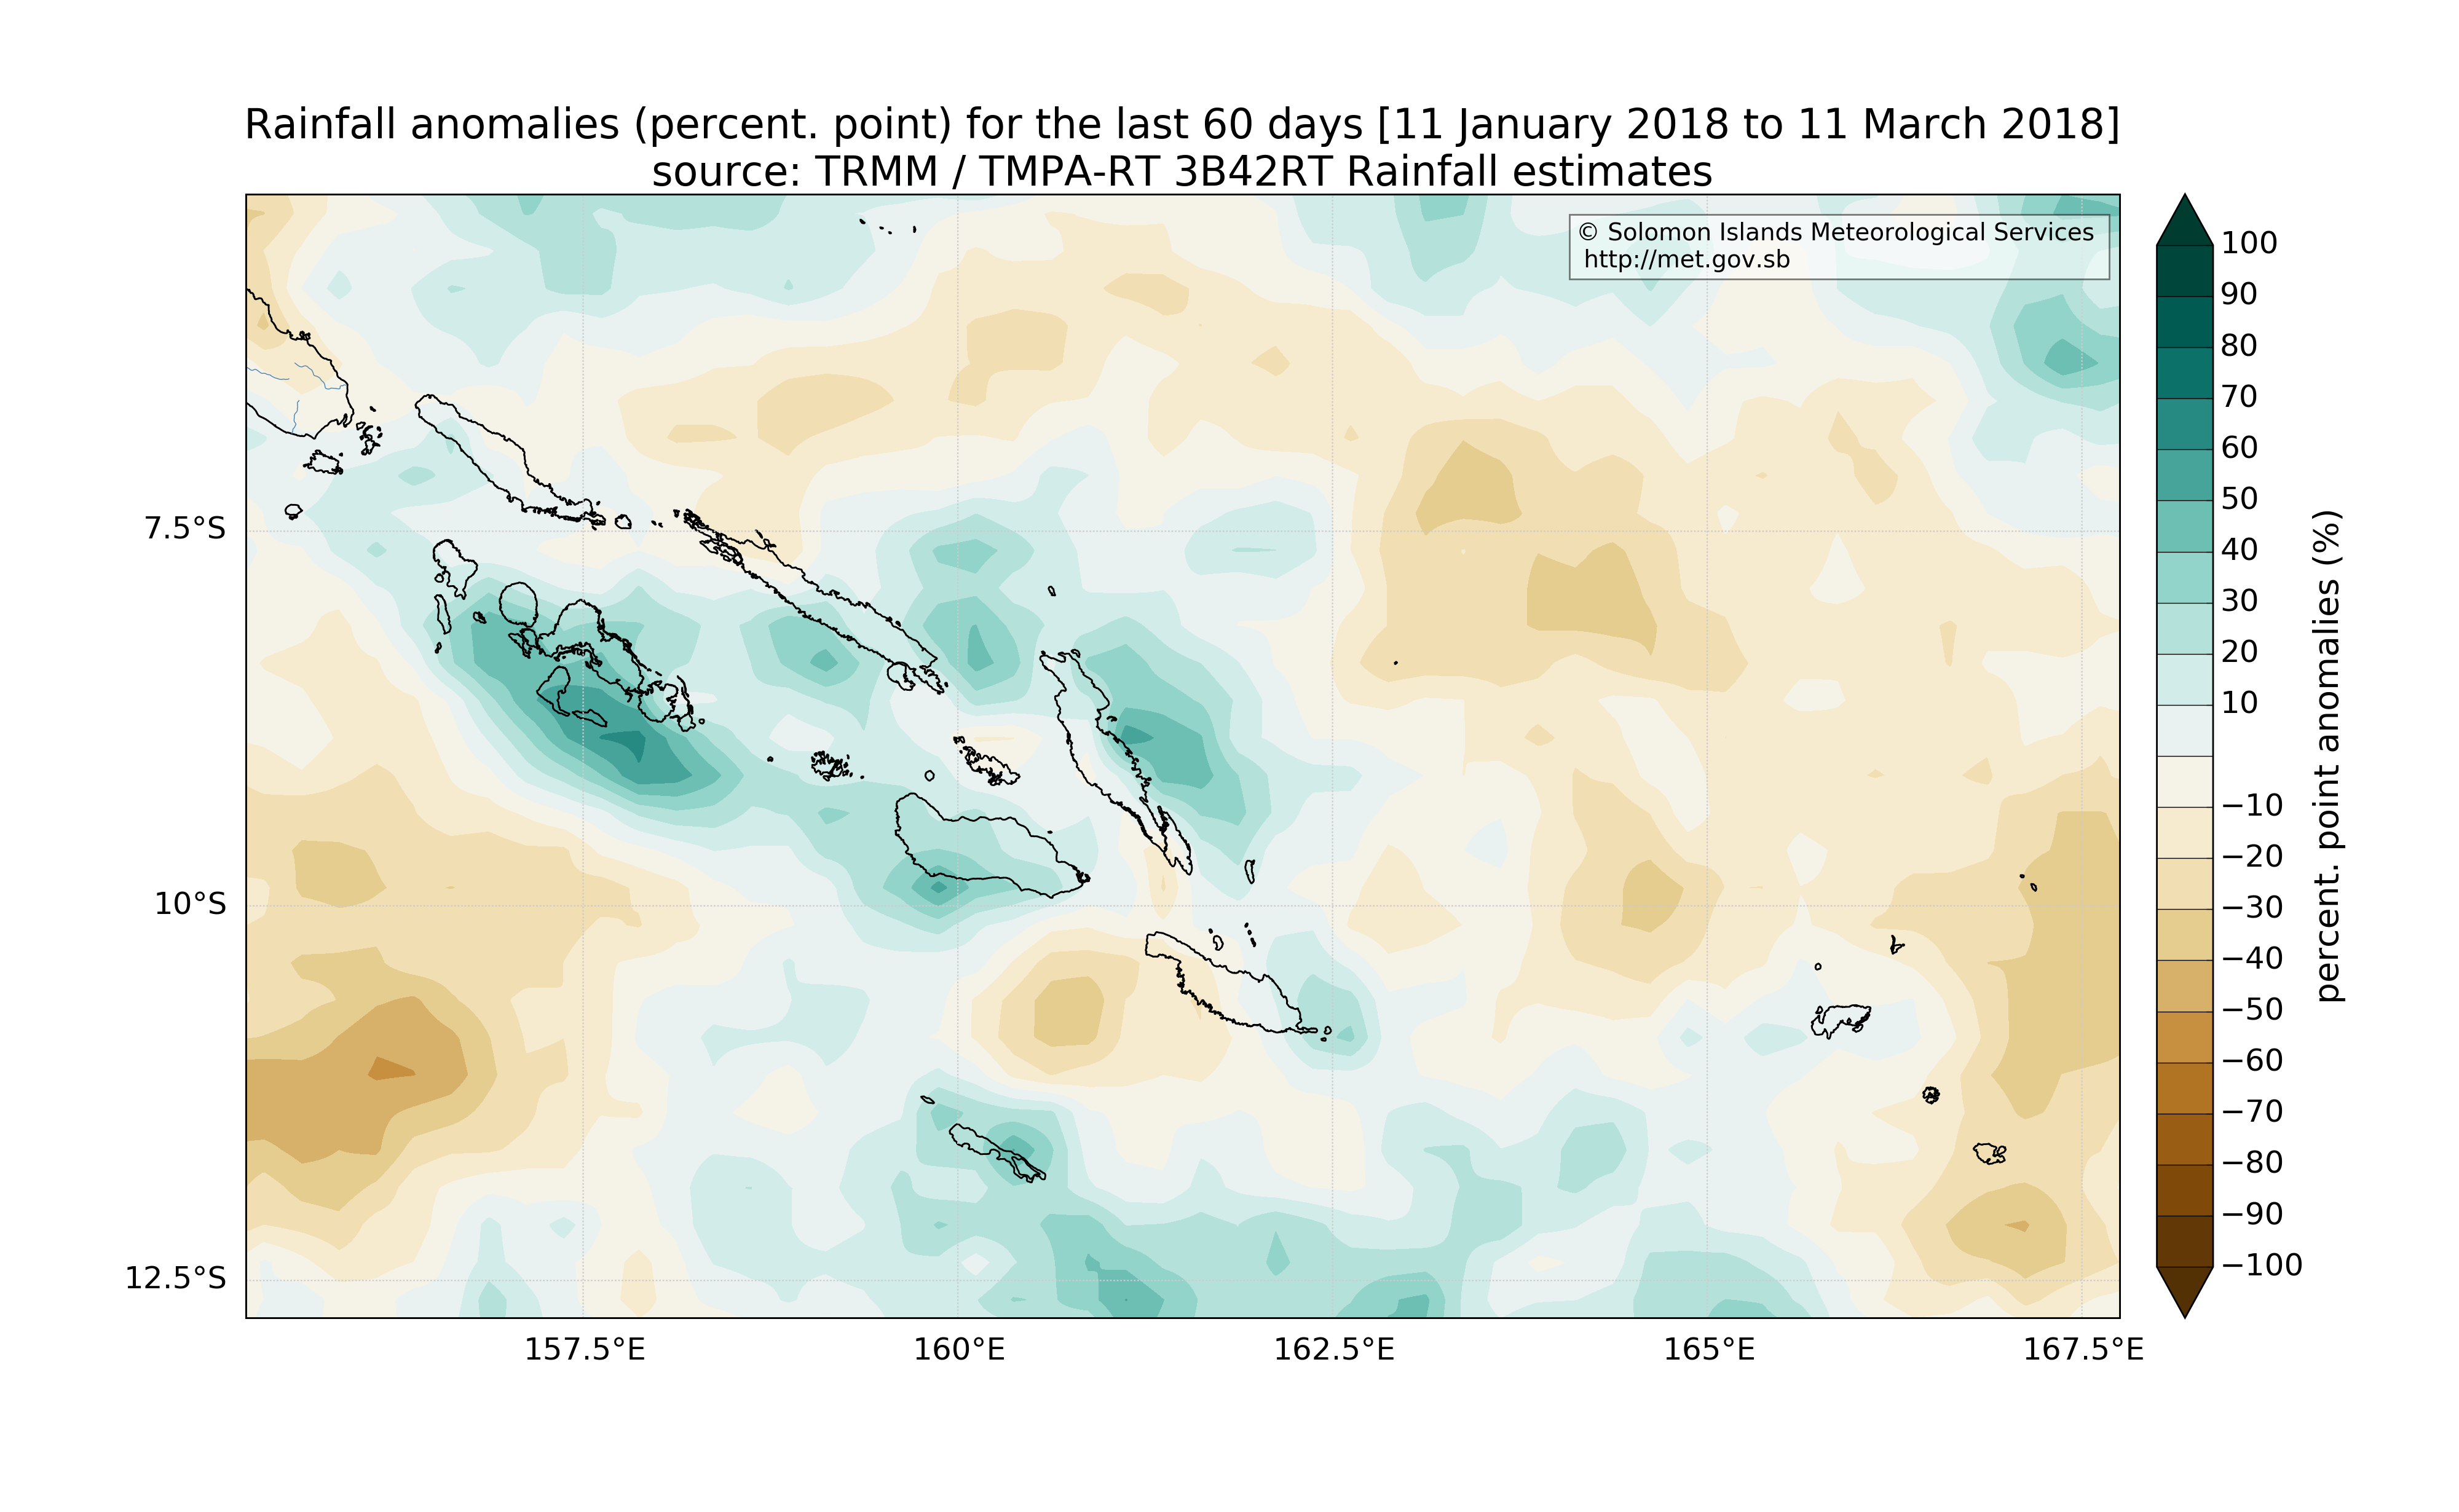 Rainfall anomalies (percent. point) for the last 60 days [11 January 2018 to 11 March 2018]
source: TRMM / TMPA-RT 3B42RT Rainfall estimates
© Solomon Islands Meteorological Services
http://met.gov.sb
7.5°S
10°S
12.5°S
157.5°E
160°E
162.5°E
165°E
167.5°E
100
90
80
70
60
50
40
30
20
10
−10
−20
−30
−40
−50
−60
−70
−80
−90
−100
percent. point anomalies (%)